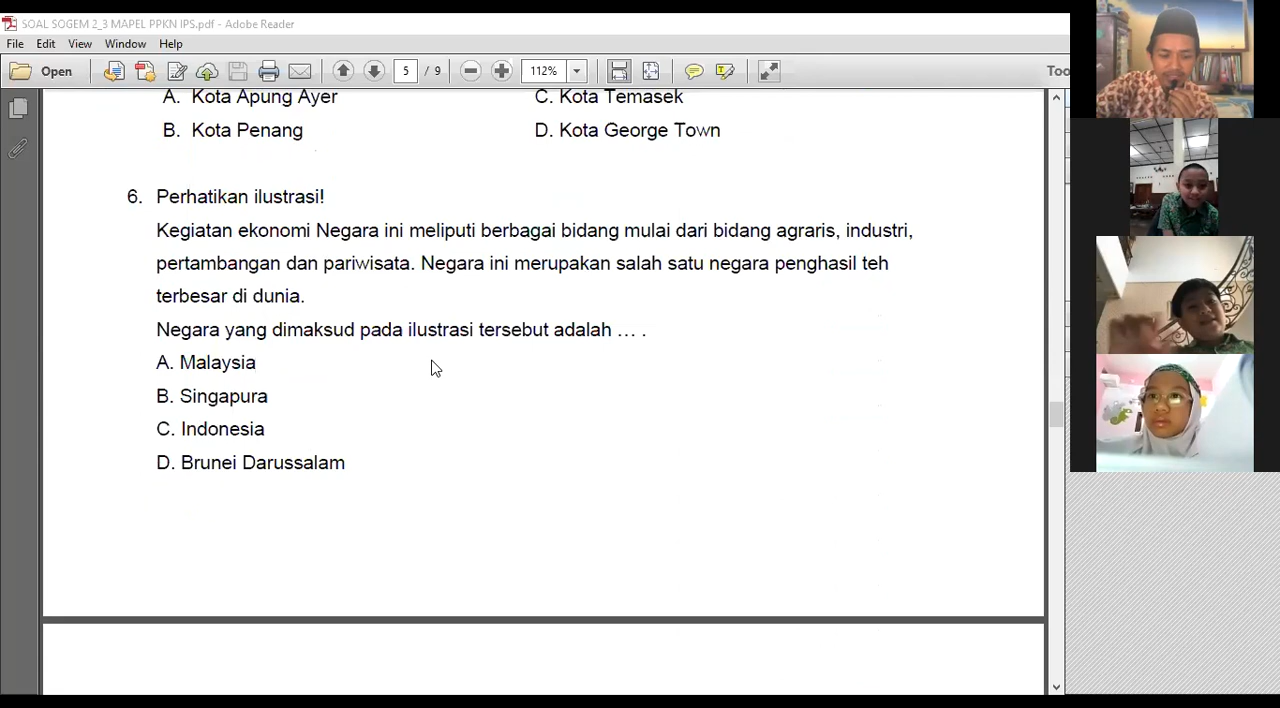 SOAL SOGEM 2_3 MAPEL PPKN IPS.pdf - Adobe Reader
File Edit View Window Help
Open 5 / 9 112% Too
A. Kota Apung Ayer C. Kota Temasek
B. Kota Penang D. Kota George Town
6. Perhatikan ilustrasi!
Kegiatan ekonomi Negara ini meliputi berbagai bidang mulai dari bidang agraris, industri,
pertambangan dan pariwisata. Negara ini merupakan salah satu negara penghasil teh
terbesar di dunia.
Negara yang dimaksud pada ilustrasi tersebut adalah … .
A. Malaysia
B. Singapura
C. Indonesia
D. Brunei Darussalam